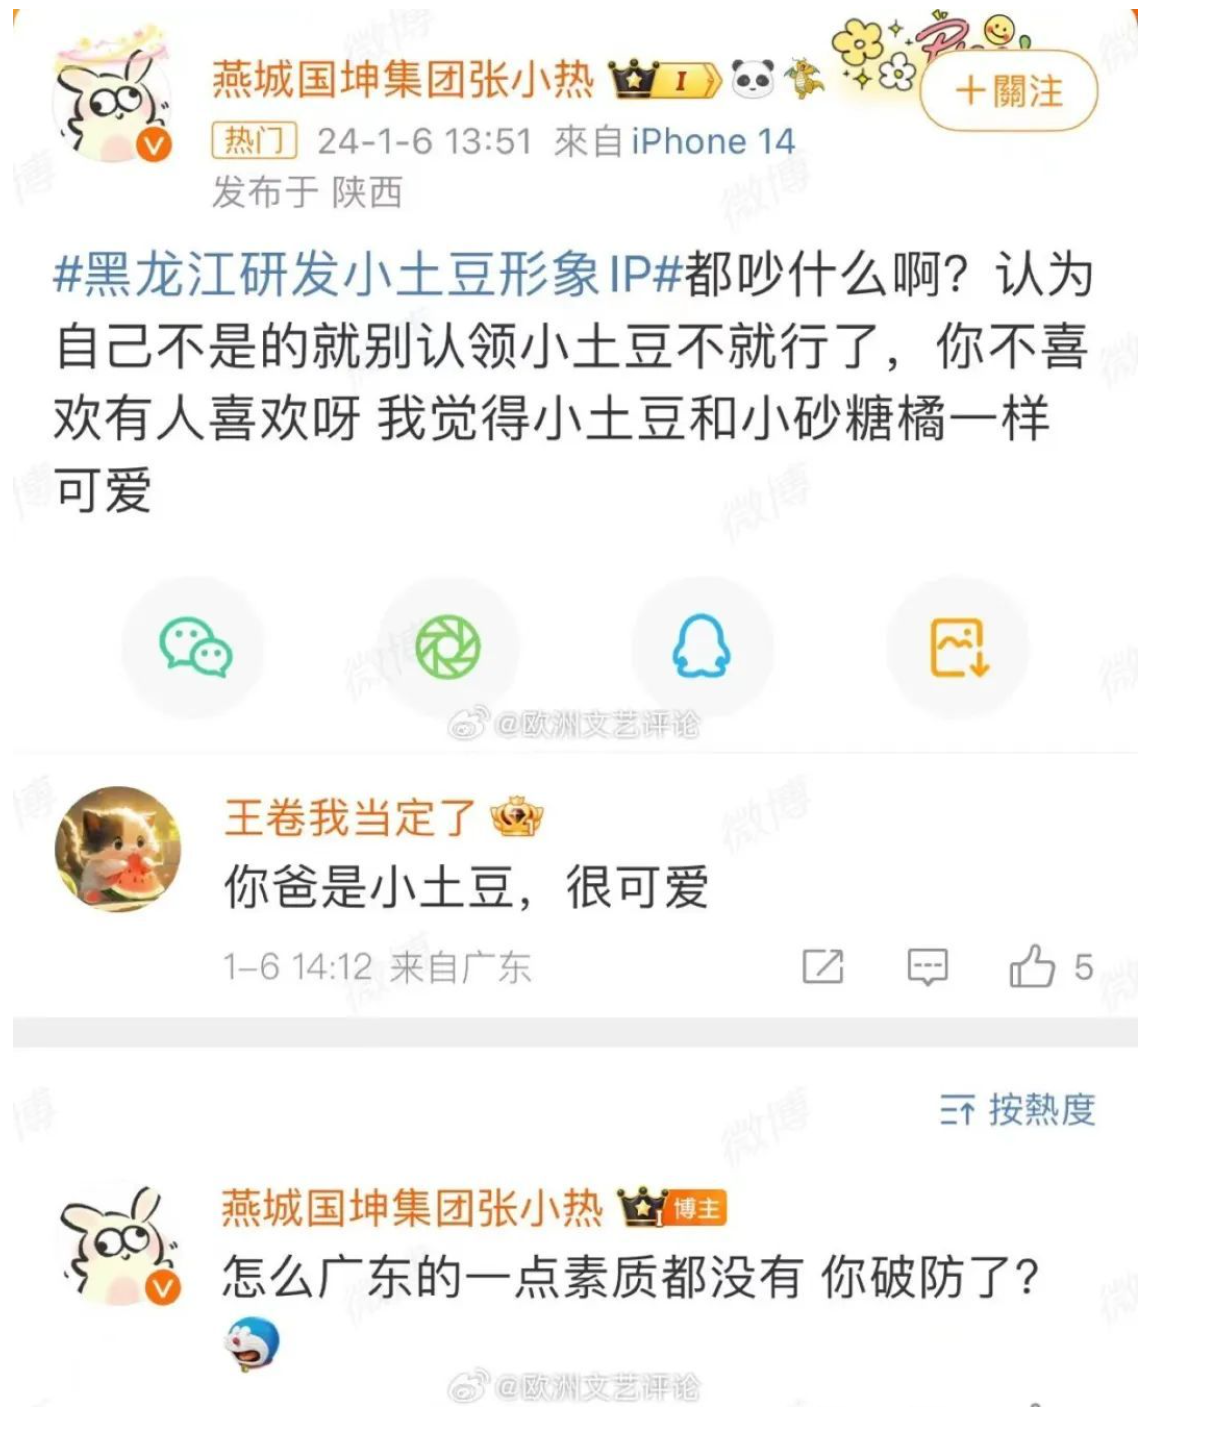 燕城国坤集团张小热 I
+關注
热门 24-1-6 13:51 來自 iPhone 14
发布于 陕西
#黑龙江研发小土豆形象IP#都吵什么啊？认为
自己不是的就别认领小土豆不就行了，你不喜
欢有人喜欢呀 我觉得小土豆和小砂糖橘一样
可爱
@欧洲文艺评论
王卷我当定了
你爸是小土豆，很可爱
1-6 14:12 来自广东
5
按熱度
燕城国坤集团张小热 博主
怎么广东的一点素质都没有 你破防了？
@欧洲文艺评论
微博